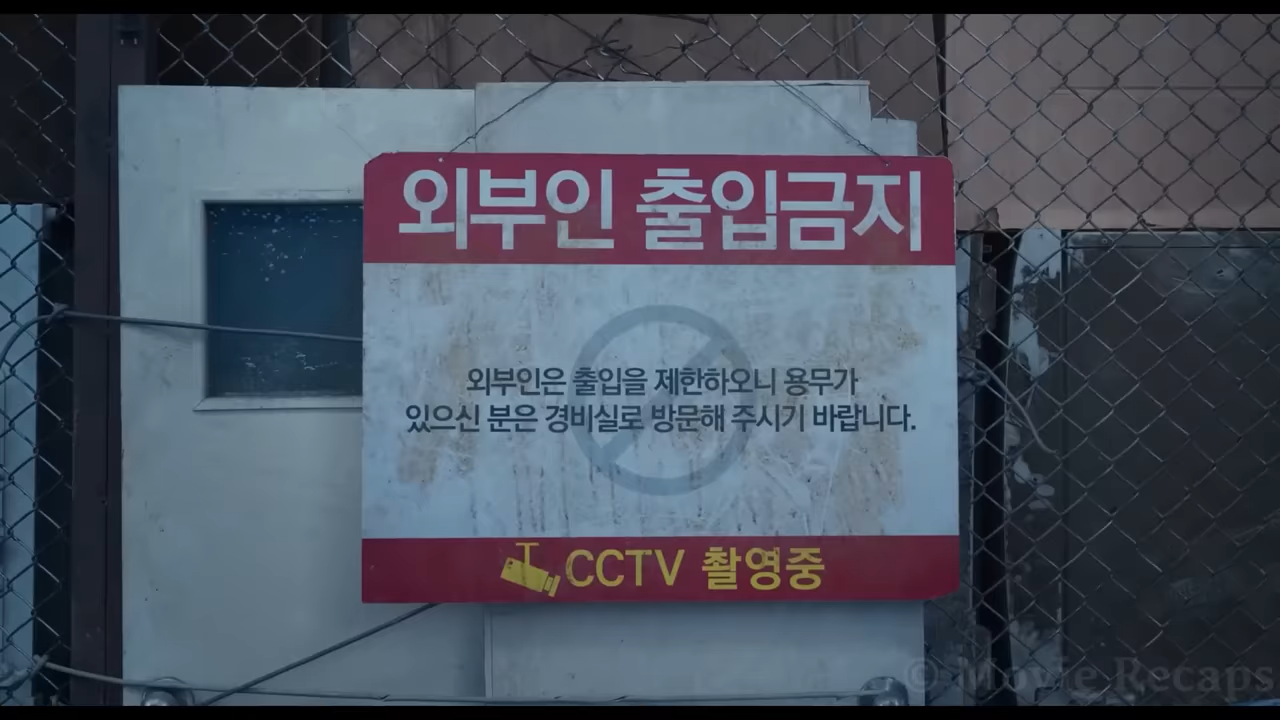 외부인 출입금지
외부인은 출입을 제한하오니 용무가
있으신 분은 경비실로 방문해 주시기 바랍니다.
CCTV 촬영중
© Movie Recaps